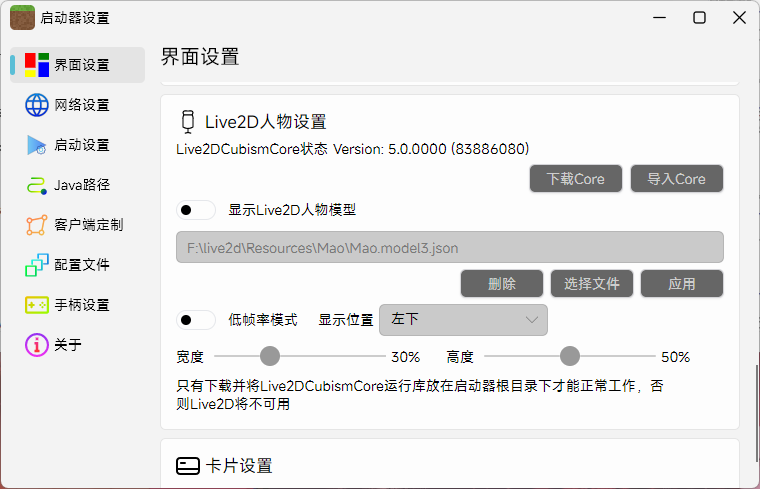 启动器设置
界面设置
网络设置
启动设置
Java路径
客户端定制
配置文件
手柄设置
关于
界面设置
Live2D人物设置
Live2DCubismCore状态 Version: 5.0.0000 (83886080)
下载Core 导入Core
显示Live2D人物模型
F:\live2d\Resources\Mao\Mao.model3.json
删除 选择文件 应用
低帧率模式 显示位置 左下
宽度 30% 高度 50%
只有下载并将Live2DCubismCore运行库放在启动器根目录下才能正常工作，否
则Live2D将不可用
卡片设置